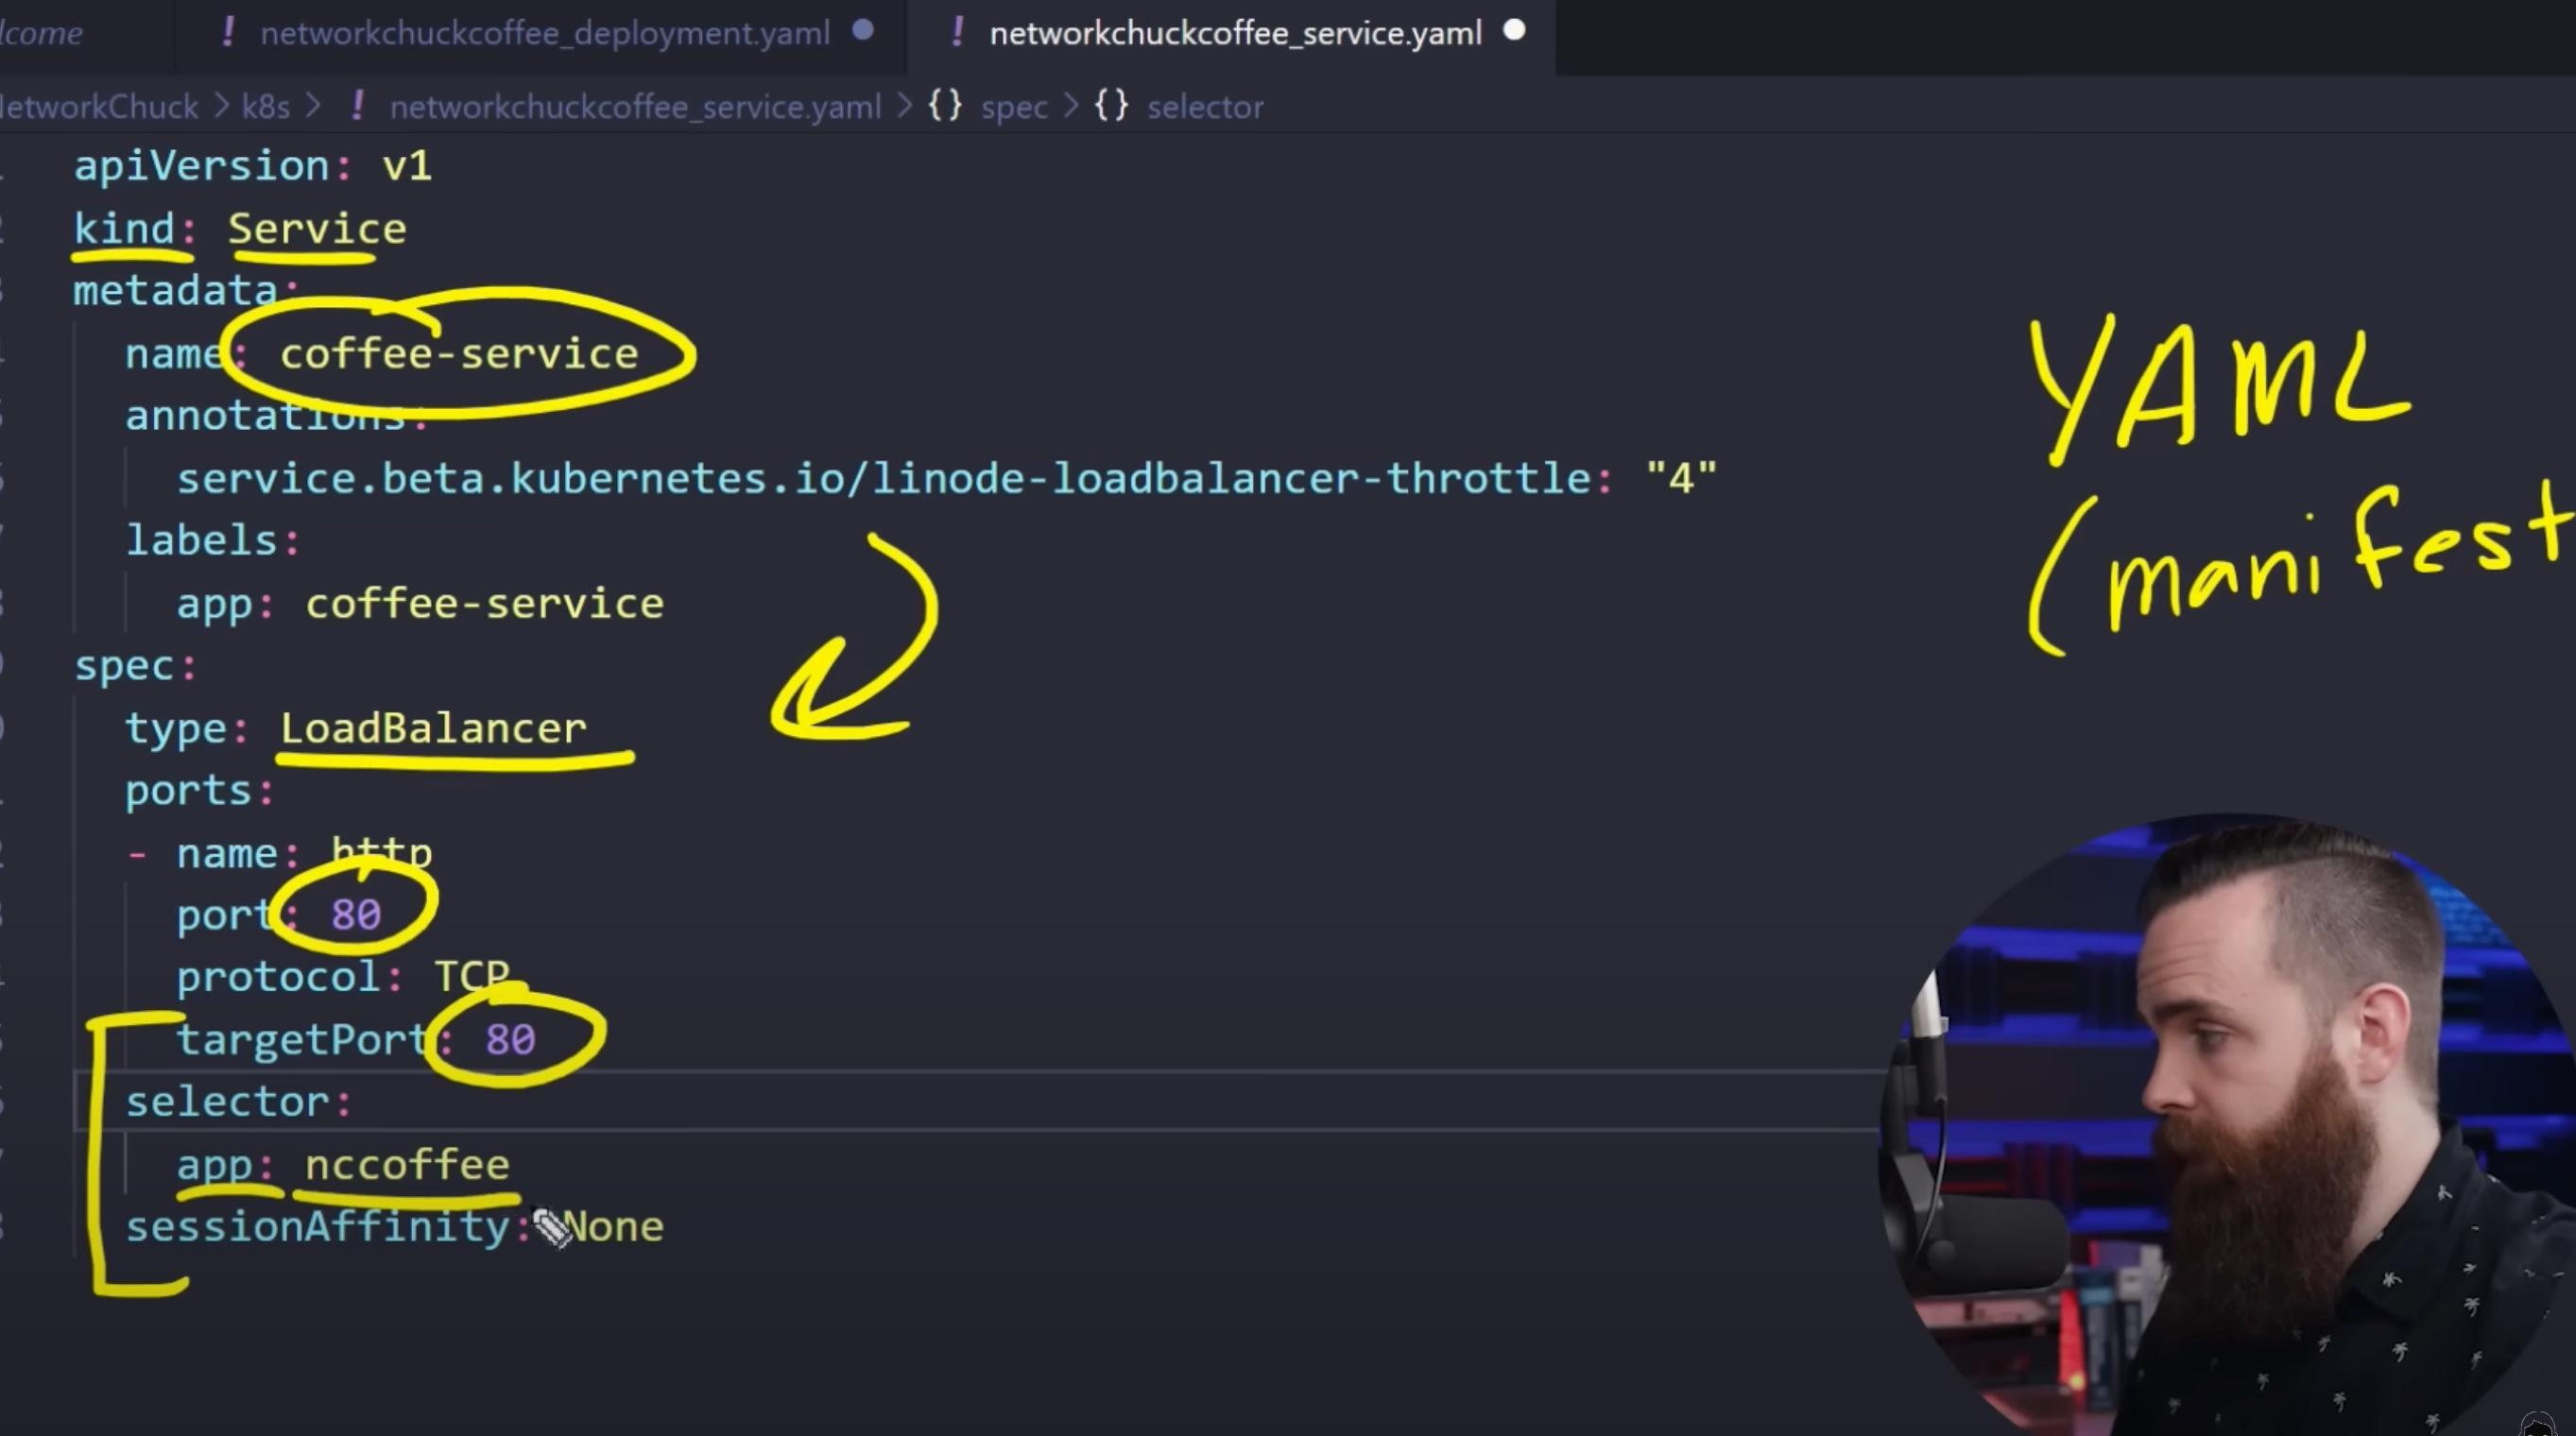 networkchuckcoffee_deployment.yaml
networkchuckcoffee_service.yaml
k8s > ! networkchuckcoffee_service.yaml > {} spec > {} selector
apiVersion: v1
kind: Service
metadata:
name: coffee-service
annotations:
service.beta.kubernetes.io/linode-loadbalancer-throttle: "4"
labels:
app: coffee-service
spec:
type: LoadBalancer
ports:
- name: http
port: 80
protocol: TCP
targetPort: 80
selector:
app: nccoffee
sessionAffinity: None
YAML
(manifest